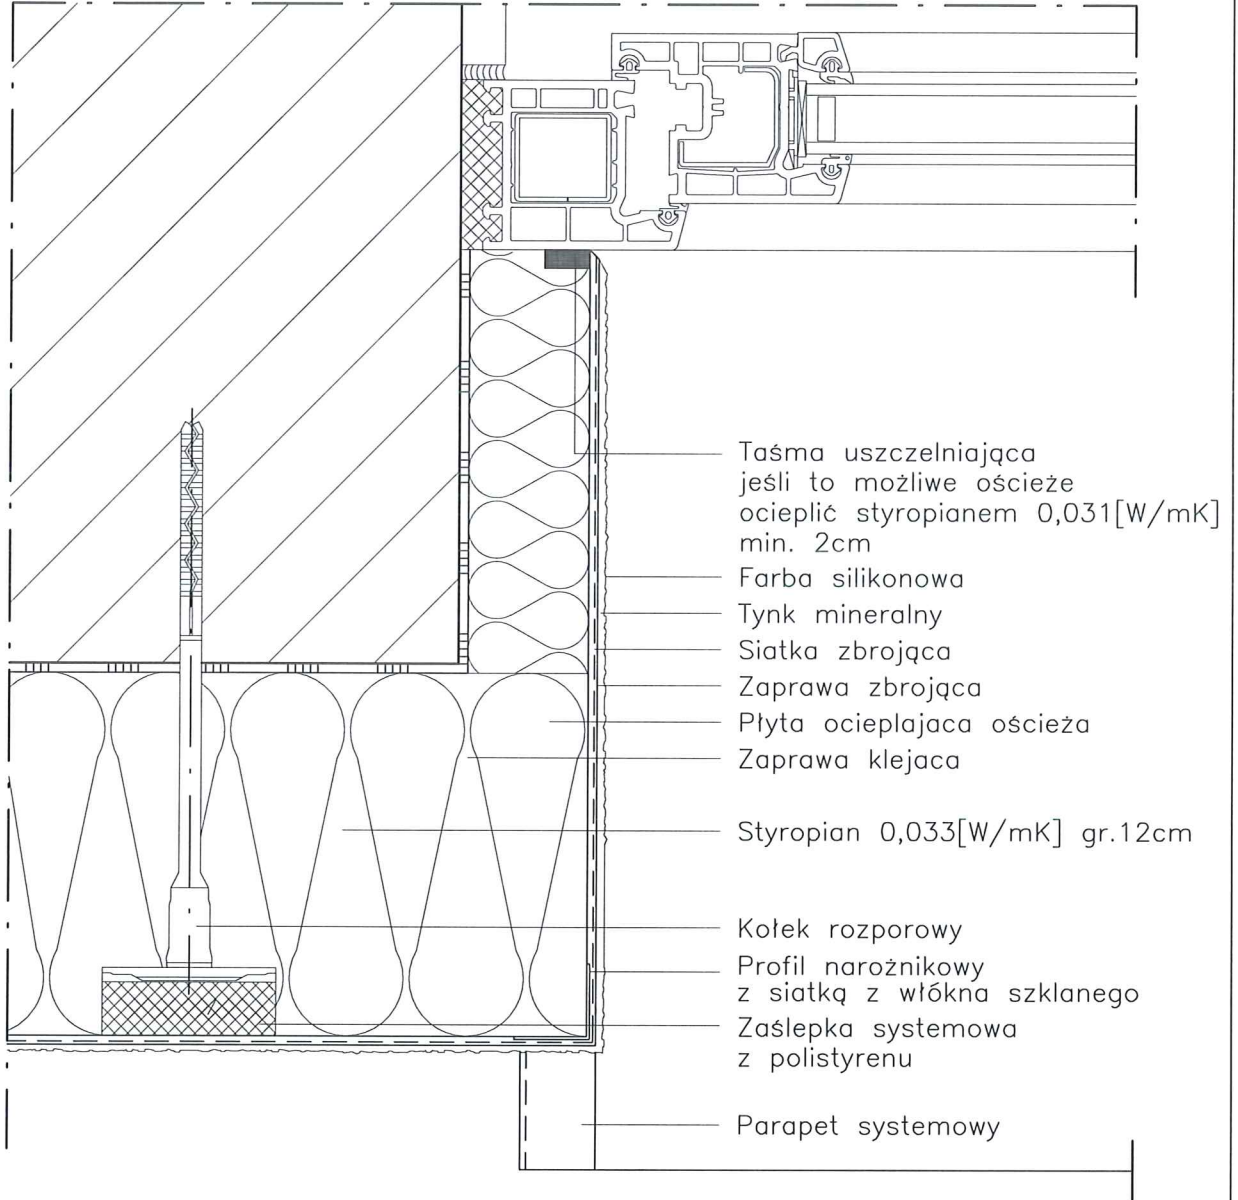 Taśma uszczelniająca
jeśli to możliwe ościeże
ocieplić styropianem 0,031[W/mK]
min. 2cm
Farba silikonowa
Tynk mineralny
Siatka zbrojąca
Zaprawa zbrojąca
Płyta ocieplajaca ościeża
Zaprawa klejaca
Styropian 0,033[W/mK] gr.12cm
Kołek rozporowy
Profil narożnikowy
z siatką z włókna szklanego
Zaślepka systemowa
z polistyrenu
Parapet systemowy